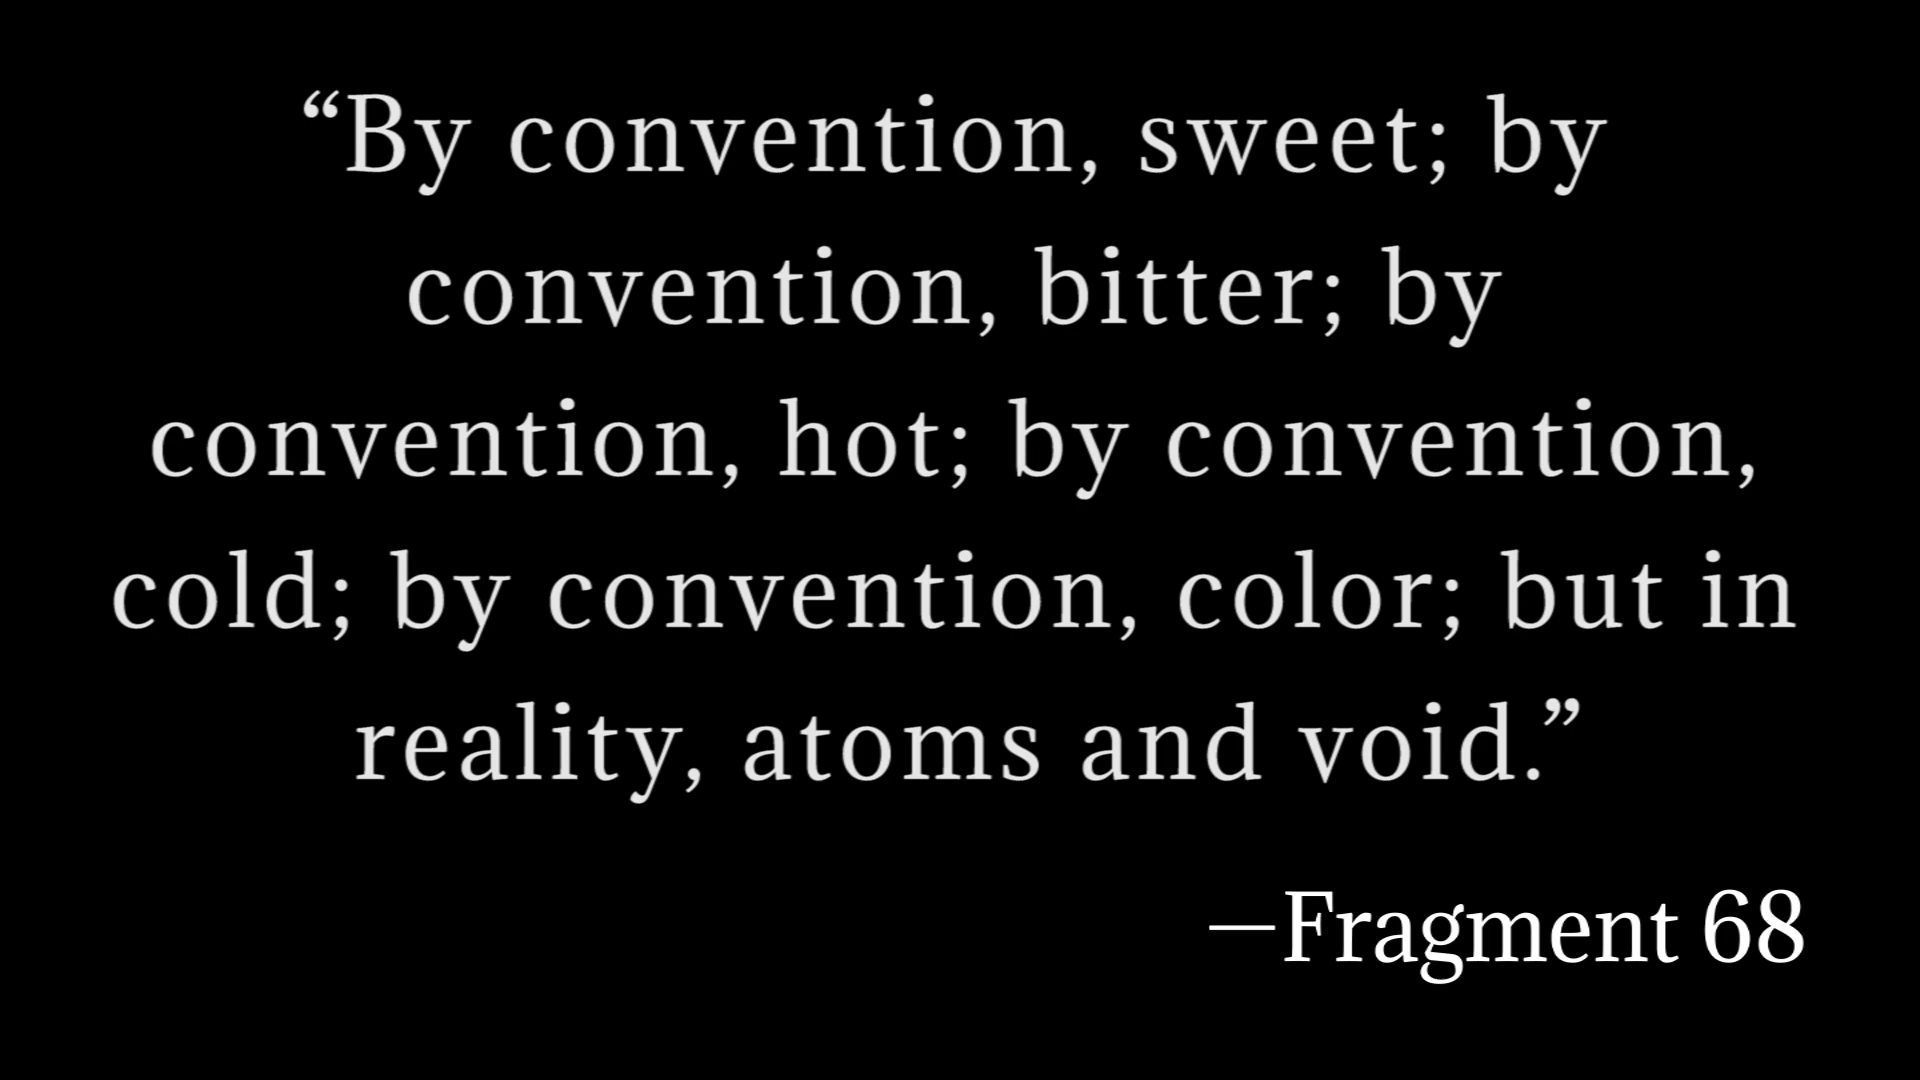 “By convention, sweet; by
convention, bitter; by
convention, hot; by convention,
cold; by convention, color; but in
reality, atoms and void.”
—Fragment 68